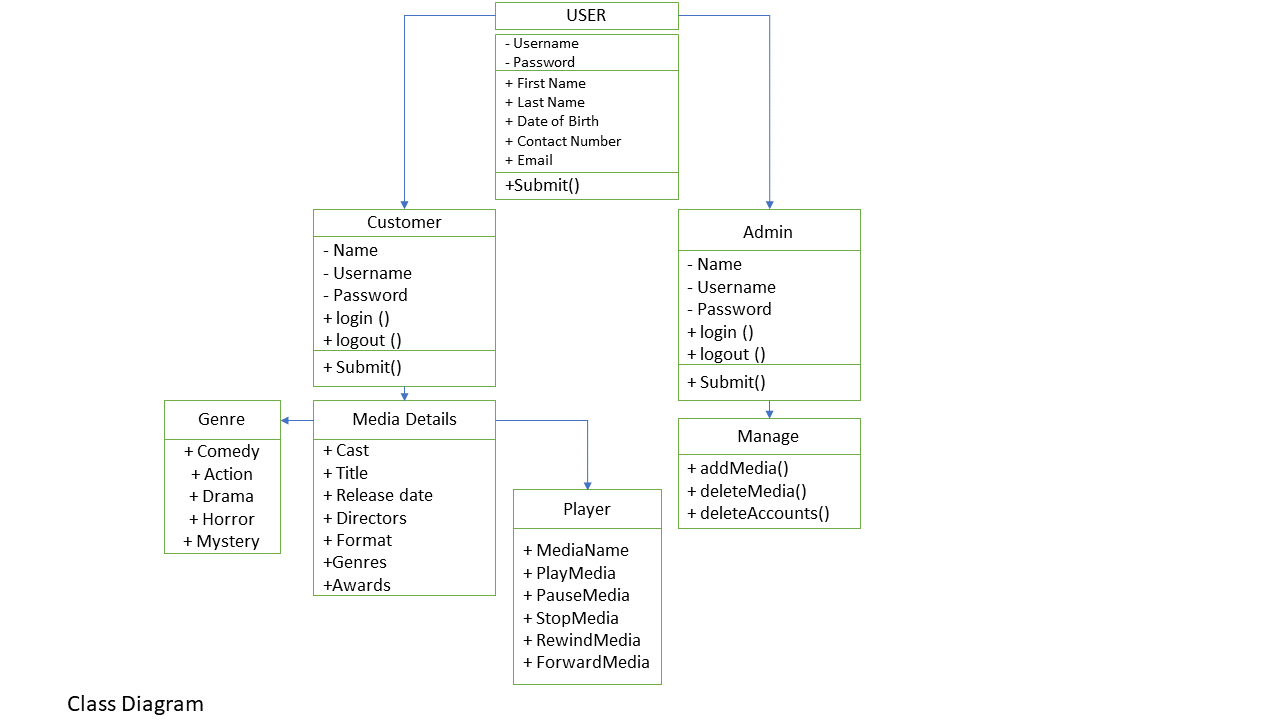 USER
- Username
- Password
+ First Name
+ Last Name
+ Date of Birth
+ Contact Number
+ Email
+Submit()
Customer
- Name
- Username
- Password
+ login ()
+ logout ()
+ Submit()
Admin
- Name
- Username
- Password
+ login ()
+ logout ()
+ Submit()
Genre
+ Comedy
+ Action
+ Drama
+ Horror
+ Mystery
Media Details
+ Cast
+ Title
+ Release date
+ Directors
+ Format
+Genres
+Awards
Player
+ MediaName
+ PlayMedia
+ PauseMedia
+ StopMedia
+ RewindMedia
+ ForwardMedia
Manage
+ addMedia()
+ deleteMedia()
+ deleteAccounts()
Class Diagram